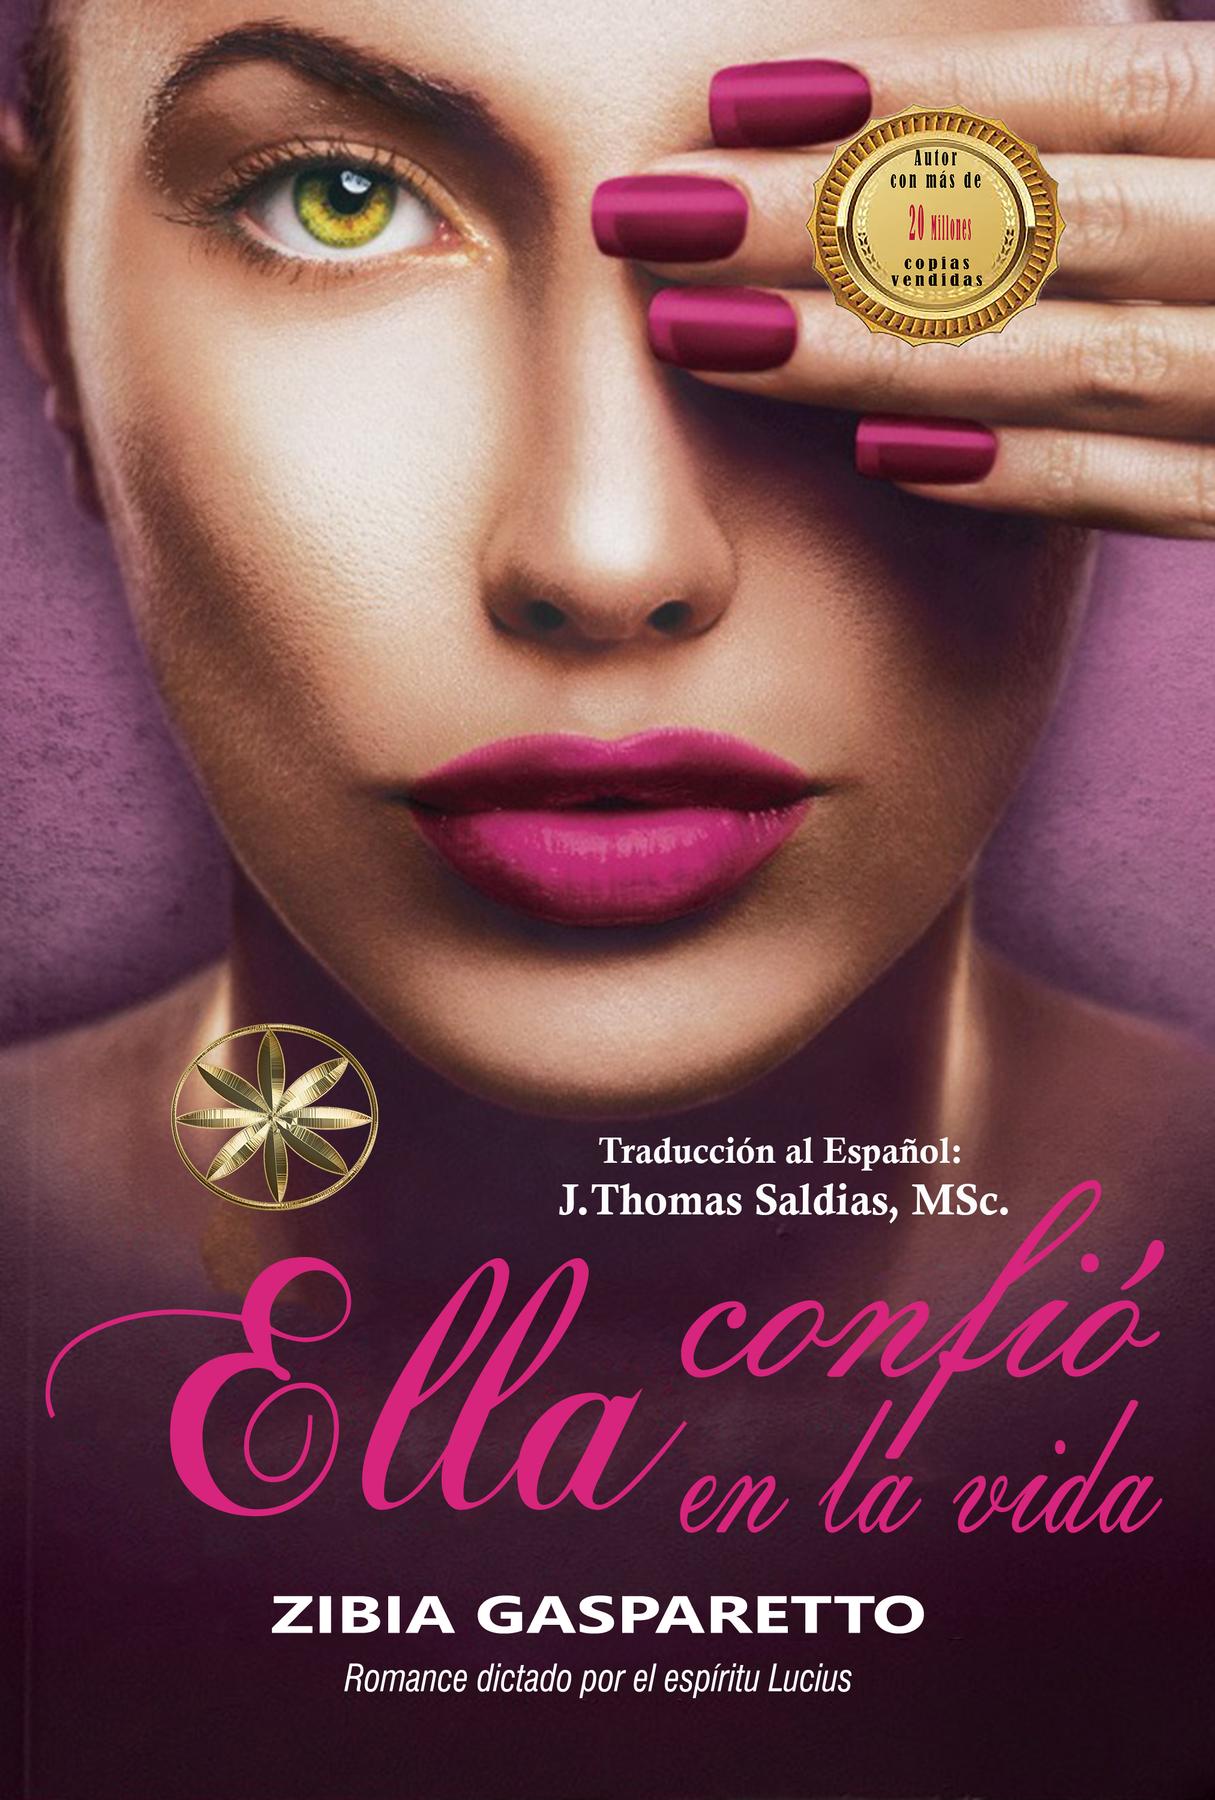 Autor
con más de
20 Millones
copias
vendidas
Traducción al Español:
J. Thomas Saldias, MSc.
Ella confió
en la vida
ZIBIA GASPARETTO
Romance dictado por el espíritu Lucius